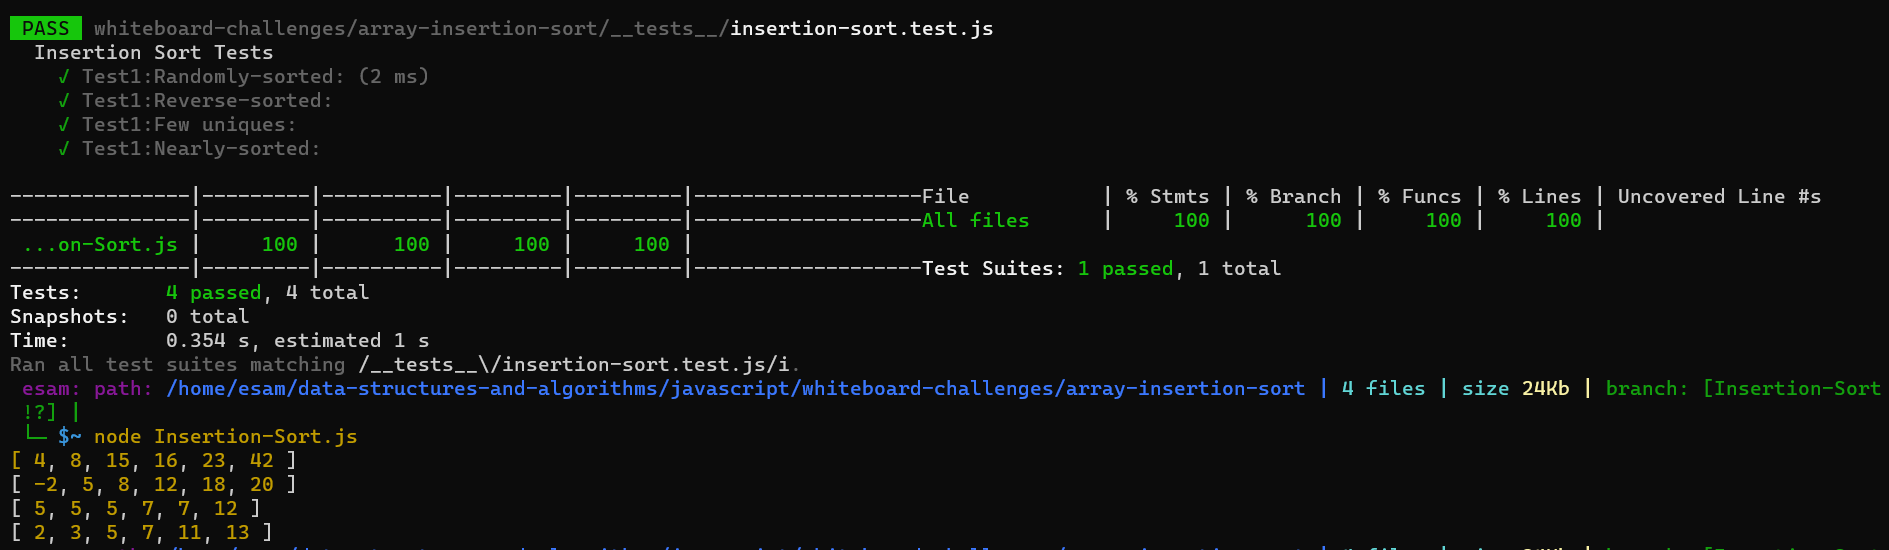 PASS whiteboard-challenges/array-insertion-sort/__tests__/insertion-sort.test.js
Insertion Sort Tests
√ Test1:Randomly-sorted: (2 ms)
√ Test1:Reverse-sorted:
√ Test1:Few uniques:
√ Test1:Nearly-sorted:
---------------|---------|----------|---------|---------|-------------------File           | % Stmts | % Branch | % Funcs | % Lines | Uncovered Line #s
---------------|---------|----------|---------|---------|-------------------All files      |     100 |      100 |     100 |     100 |
...on-Sort.js |     100 |      100 |     100 |     100 |
---------------|---------|----------|---------|---------|-------------------Test Suites: 1 passed, 1 total
Tests:       4 passed, 4 total
Snapshots:   0 total
Time:        0.354 s, estimated 1 s
Ran all test suites matching /__tests__\/insertion-sort.test.js/i.
esam: path: /home/esam/data-structures-and-algorithms/javascript/whiteboard-challenges/array-insertion-sort | 4 files | size 24Kb | branch: [Insertion-Sort
!?] |
└─ $~ node Insertion-Sort.js
[ 4, 8, 15, 16, 23, 42 ]
[ -2, 5, 8, 12, 18, 20 ]
[ 5, 5, 5, 7, 7, 12 ]
[ 2, 3, 5, 7, 11, 13 ]